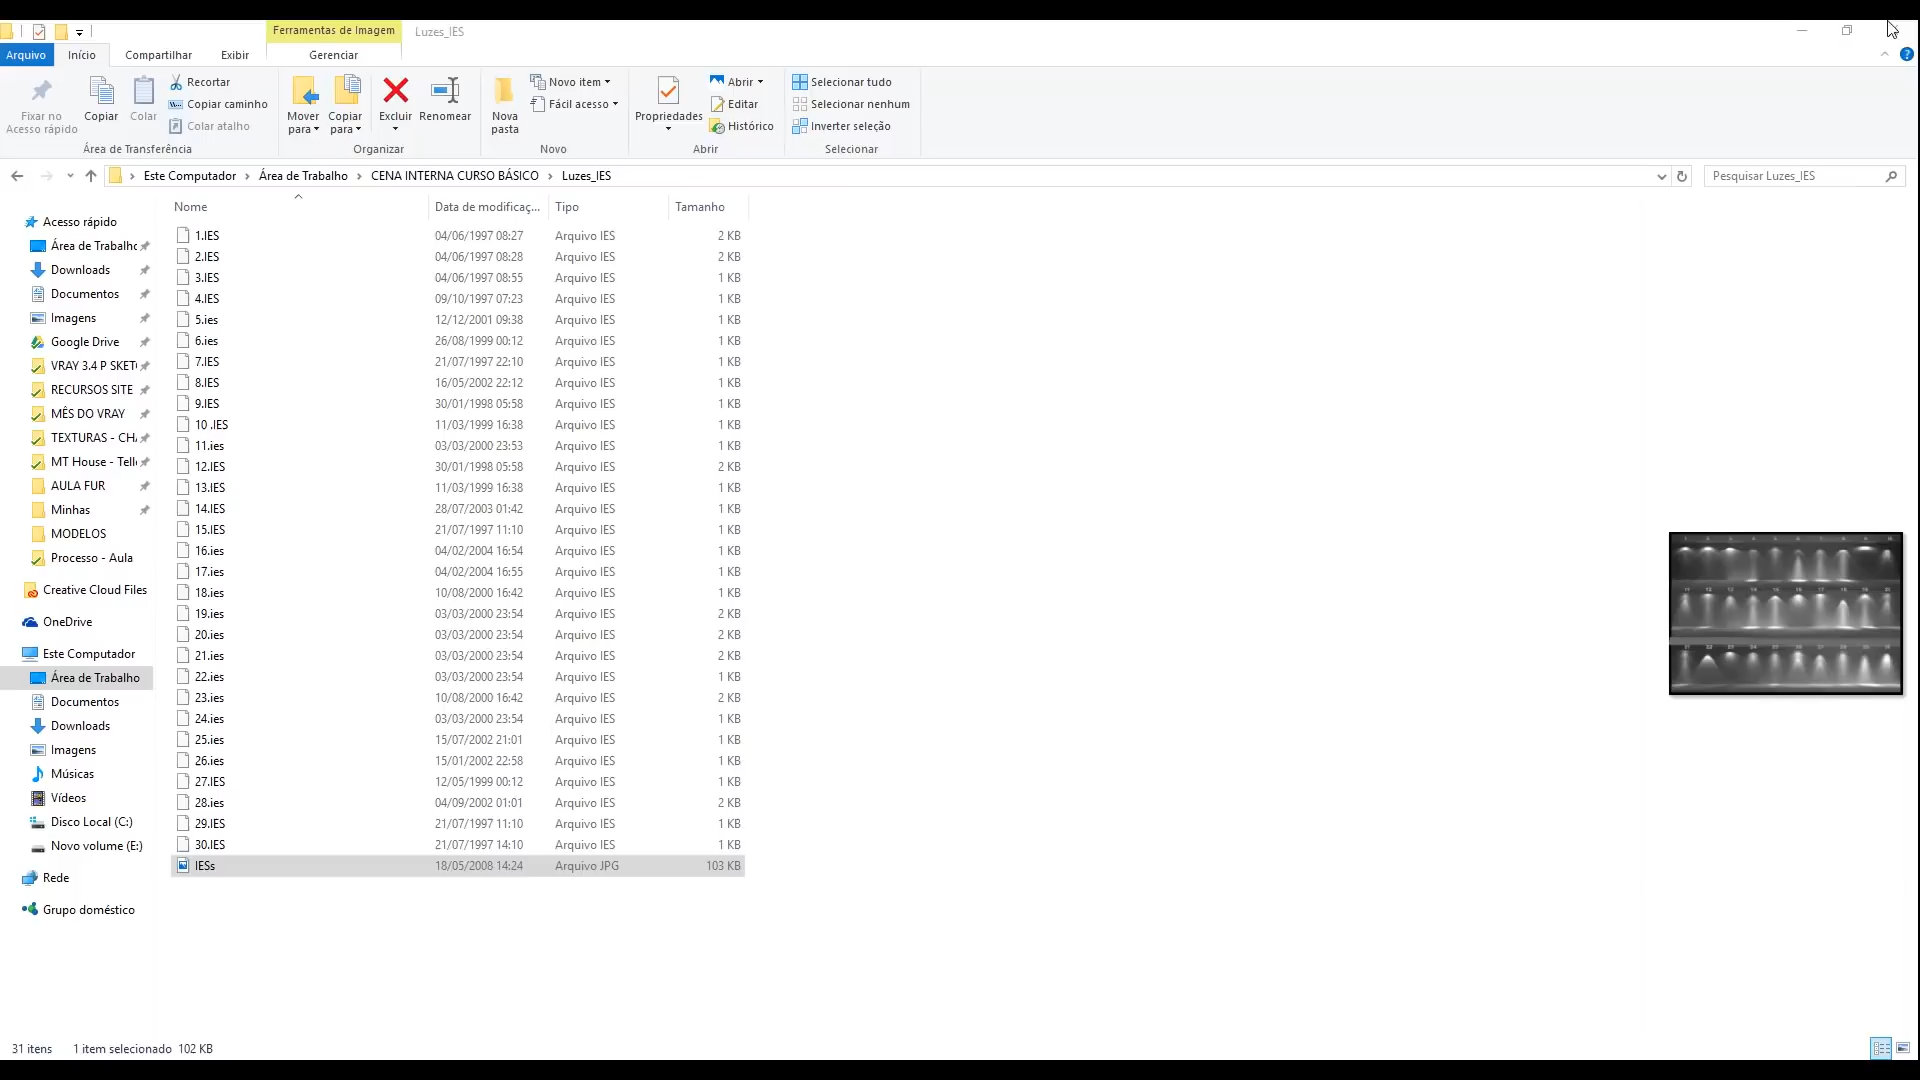 Ferramentas de Imagem
Luzes_IES
Arquivo
Início
Compartilhar
Exibir
Gerenciar
Fixar no
Acesso rápido
Copiar
Colar
Recortar
Copiar caminho
Colar atalho
Área de Transferência
Mover
para
Copiar
para
Excluir
Renomear
Organizar
Nova
pasta
Novo item
Fácil acesso
Novo
Propriedades
Abrir
Editar
Histórico
Abrir
Selecionar tudo
Selecionar nenhum
Inverter seleção
Selecionar
Este Computador > Área de Trabalho > CENA INTERNA CURSO BÁSICO > Luzes_IES
Pesquisar Luzes_IES
Nome Data de modificaç... Tipo Tamanho
1.IES 04/06/1997 08:27 Arquivo IES 2 KB
2.IES 04/06/1997 08:28 Arquivo IES 2 KB
3.IES 04/06/1997 08:55 Arquivo IES 1 KB
4.IES 09/10/1997 07:23 Arquivo IES 1 KB
5.ies 12/12/2001 09:38 Arquivo IES 1 KB
6.ies 26/08/1999 00:12 Arquivo IES 1 KB
7.IES 21/07/1997 22:10 Arquivo IES 1 KB
8.IES 16/05/2002 22:12 Arquivo IES 1 KB
9.IES 30/01/1998 05:58 Arquivo IES 1 KB
10 .IES 11/03/1999 16:38 Arquivo IES 1 KB
11.ies 03/03/2000 23:53 Arquivo IES 1 KB
12.IES 30/01/1998 05:58 Arquivo IES 2 KB
13.IES 11/03/1999 16:38 Arquivo IES 1 KB
14.IES 28/07/2003 01:42 Arquivo IES 1 KB
15.IES 21/07/1997 11:10 Arquivo IES 1 KB
16.ies 04/02/2004 16:54 Arquivo IES 1 KB
17.ies 04/02/2004 16:55 Arquivo IES 1 KB
18.ies 10/08/2000 16:42 Arquivo IES 1 KB
19.ies 03/03/2000 23:54 Arquivo IES 2 KB
20.ies 03/03/2000 23:54 Arquivo IES 2 KB
21.ies 03/03/2000 23:54 Arquivo IES 2 KB
22.ies 03/03/2000 23:54 Arquivo IES 1 KB
23.ies 10/08/2000 16:42 Arquivo IES 2 KB
24.ies 03/03/2000 23:54 Arquivo IES 1 KB
25.ies 15/07/2002 21:01 Arquivo IES 1 KB
26.ies 15/01/2002 22:58 Arquivo IES 1 KB
27.IES 12/05/1999 00:12 Arquivo IES 1 KB
28.ies 04/09/2002 01:01 Arquivo IES 2 KB
29.IES 21/07/1997 11:10 Arquivo IES 1 KB
30.IES 21/07/1997 14:10 Arquivo IES 1 KB
IESs 18/05/2008 14:24 Arquivo JPG 103 KB
Acesso rápido
Área de Trabalho
Downloads
Documentos
Imagens
Google Drive
VRAY 3.4 P SKET
RECURSOS SITE
MÊS DO VRAY
TEXTURAS - CH
MT House - Tell
AULA FUR
Minhas
MODELOS
Processo - Aula
Creative Cloud Files
OneDrive
Este Computador
Área de Trabalho
Documentos
Downloads
Imagens
Músicas
Vídeos
Disco Local (C:)
Novo volume (E:)
Rede
Grupo doméstico
31 itens 1 item selecionado 102 KB